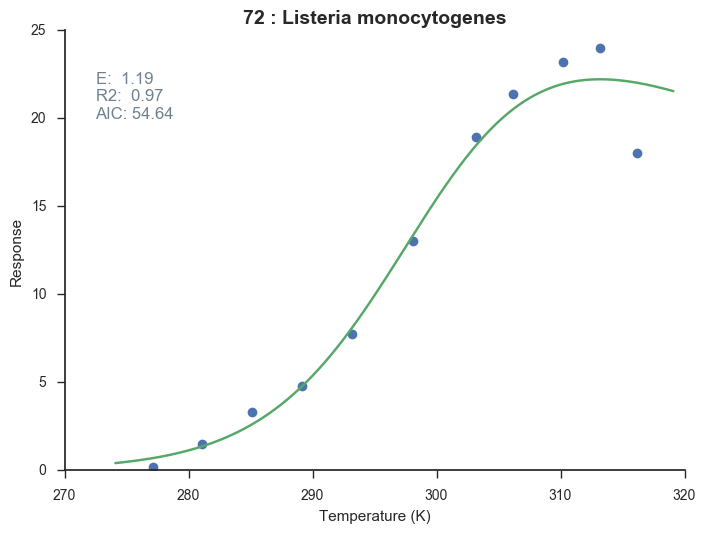 72 : Listeria monocytogenes
E:  1.19
R2:  0.97
AIC: 54.64
Response
25
20
15
10
5
0
270 280 290 300 310 320
Temperature (K)